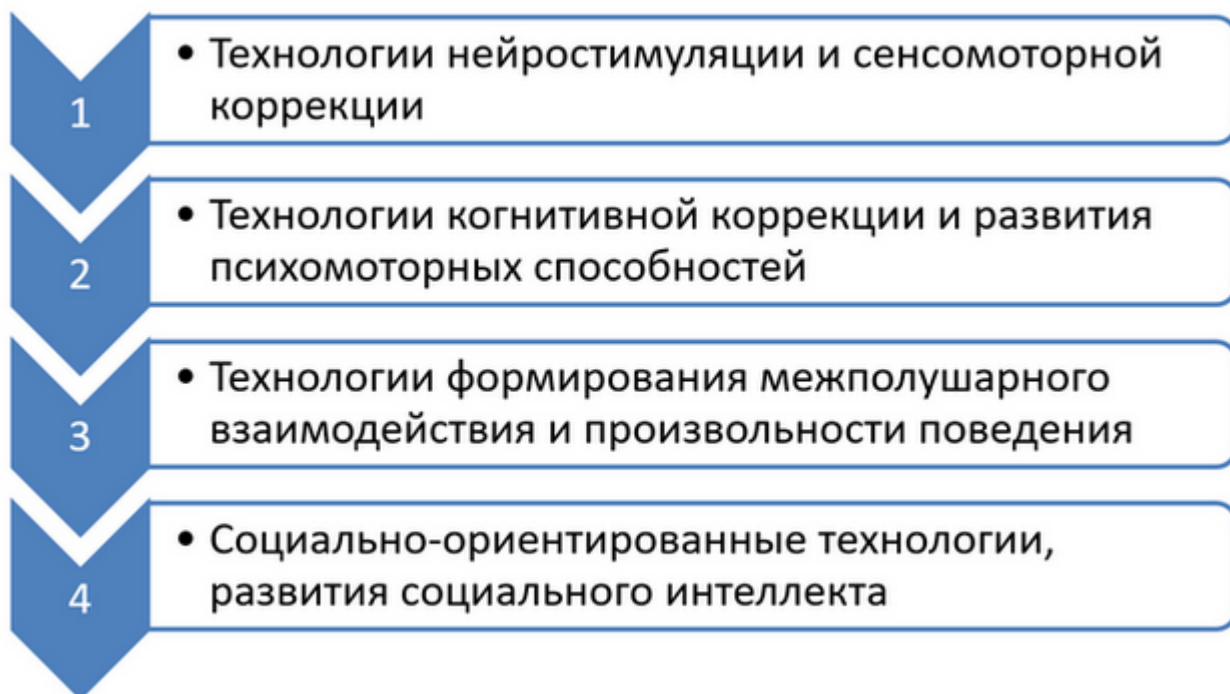 1
• Технологии нейростимуляции и сенсомоторной
коррекции
2
• Технологии когнитивной коррекции и развития
психомоторных способностей
3
• Технологии формирования межполушарного
взаимодействия и произвольности поведения
4
• Социально-ориентированные технологии,
развития социального интеллекта